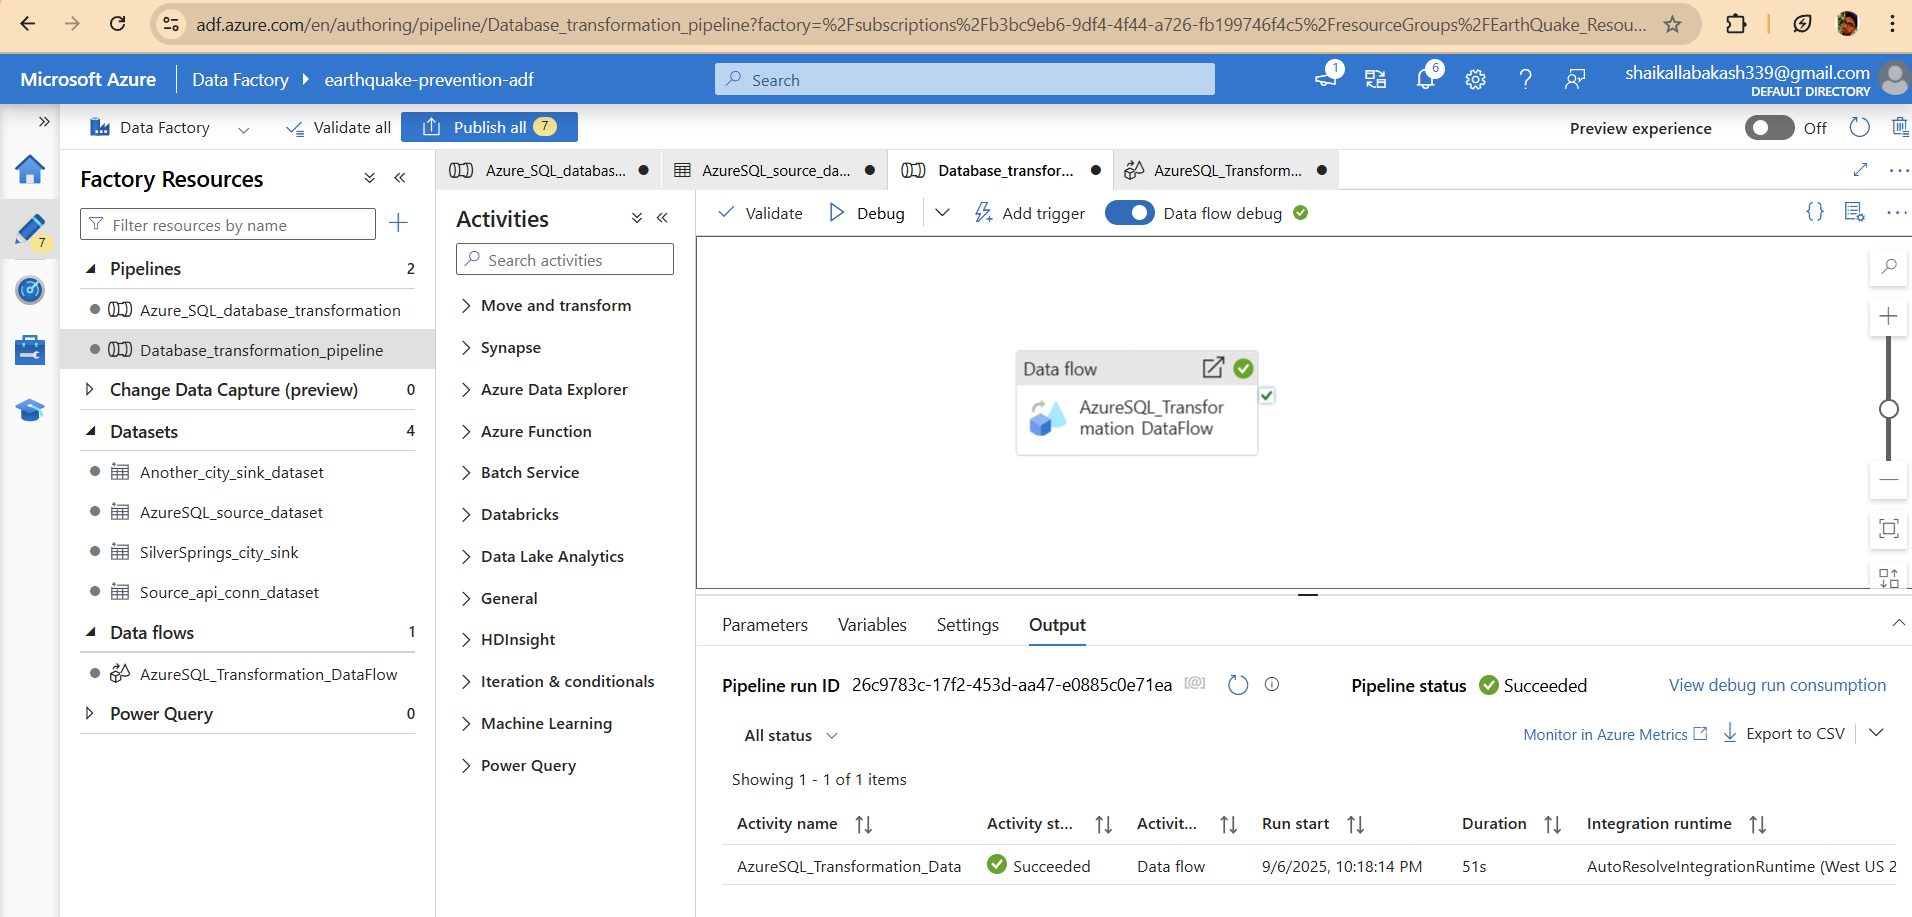 adf.azure.com/en/authoring/pipeline/Database_transformation_pipeline?factory=%2Fsubscriptions%2Fb3bc9eb6-9df4-4f44-a726-fb199746f4c5%2FresourceGroups%2FEarthQuake_Resou...
Microsoft Azure
Data Factory
earthquake-prevention-adf
Search
1
6
shaikallabakash339@gmail.com
DEFAULT DIRECTORY
Data Factory
Validate all
Publish all 7
Preview experience
Off
7
Factory Resources
Filter resources by name
Pipelines 2
Azure_SQL_database_transformation
Database_transformation_pipeline
Change Data Capture (preview) 0
Datasets 4
Another_city_sink_dataset
AzureSQL_source_dataset
SilverSprings_city_sink
Source_api_conn_dataset
Data flows 1
AzureSQL_Transformation_DataFlow
Power Query 0
Azure_SQL_databas...
AzureSQL_source_da...
Database_transfor...
AzureSQL_Transform...
Activities
Search activities
Move and transform
Synapse
Azure Data Explorer
Azure Function
Batch Service
Databricks
Data Lake Analytics
General
HDInsight
Iteration & conditionals
Machine Learning
Power Query
Validate
Debug
Add trigger
Data flow debug
Data flow
AzureSQL_Transfor
mation_DataFlow
Parameters
Variables
Settings
Output
Pipeline run ID 26c9783c-17f2-453d-aa47-e0885c0e71ea
Pipeline status Succeeded
View debug run consumption
All status
Monitor in Azure Metrics
Export to CSV
Showing 1 - 1 of 1 items
Activity name
Activity st...
Activit...
Run start
Duration
Integration runtime
AzureSQL_Transformation_Data
Succeeded
Data flow
9/6/2025, 10:18:14 PM
51s
AutoResolveIntegrationRuntime (West US 2